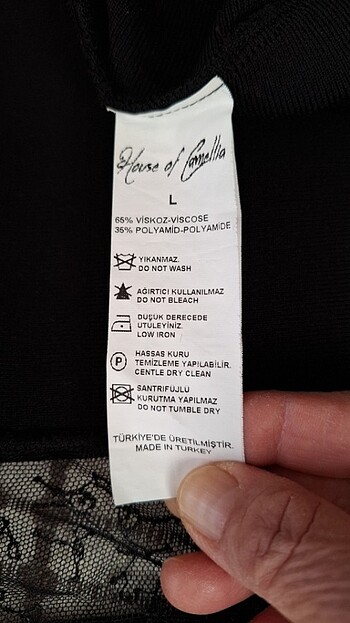 House of Camellia
L
65% VİSKOZ-VISCOSE
35% POLYAMİD-POLYAMIDE
YIKANMAZ.
DO NOT WASH
AĞIRTICI KULLANILMAZ
DO NOT BLEACH
DÜŞÜK DERECEDE
UTULEYİNİZ.
LOW IRON
P
HASSAS KURU
TEMİZLEME YAPILABİLİR.
CENTLE DRY CLEAN
SANTRIFUJLU
KURUTMA YAPILMAZ
DO NOT TUMBLE DRY
TÜRKİYE'DE ÜRETİLMİŞTİR.
MADE IN TURKEY